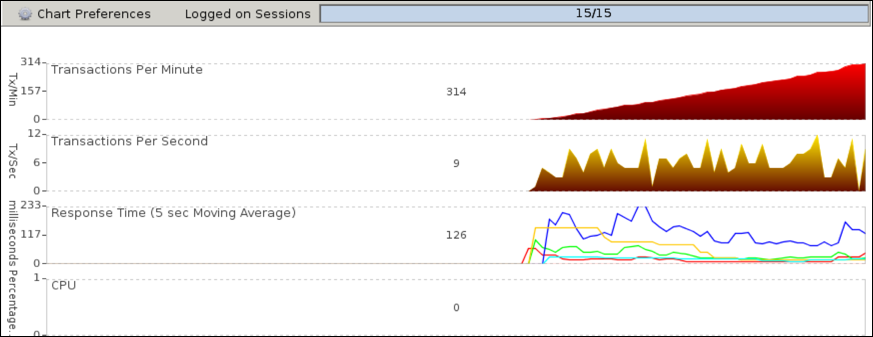 Chart Preferences Logged on Sessions 15/15
314
Transactions Per Minute
Tx/Min
157
314
0
12
Transactions Per Second
Tx/Sec
6
9
0
233
Response Time (5 sec Moving Average)
milliseconds
117
126
0
1
CPU
Percentage...
0
0